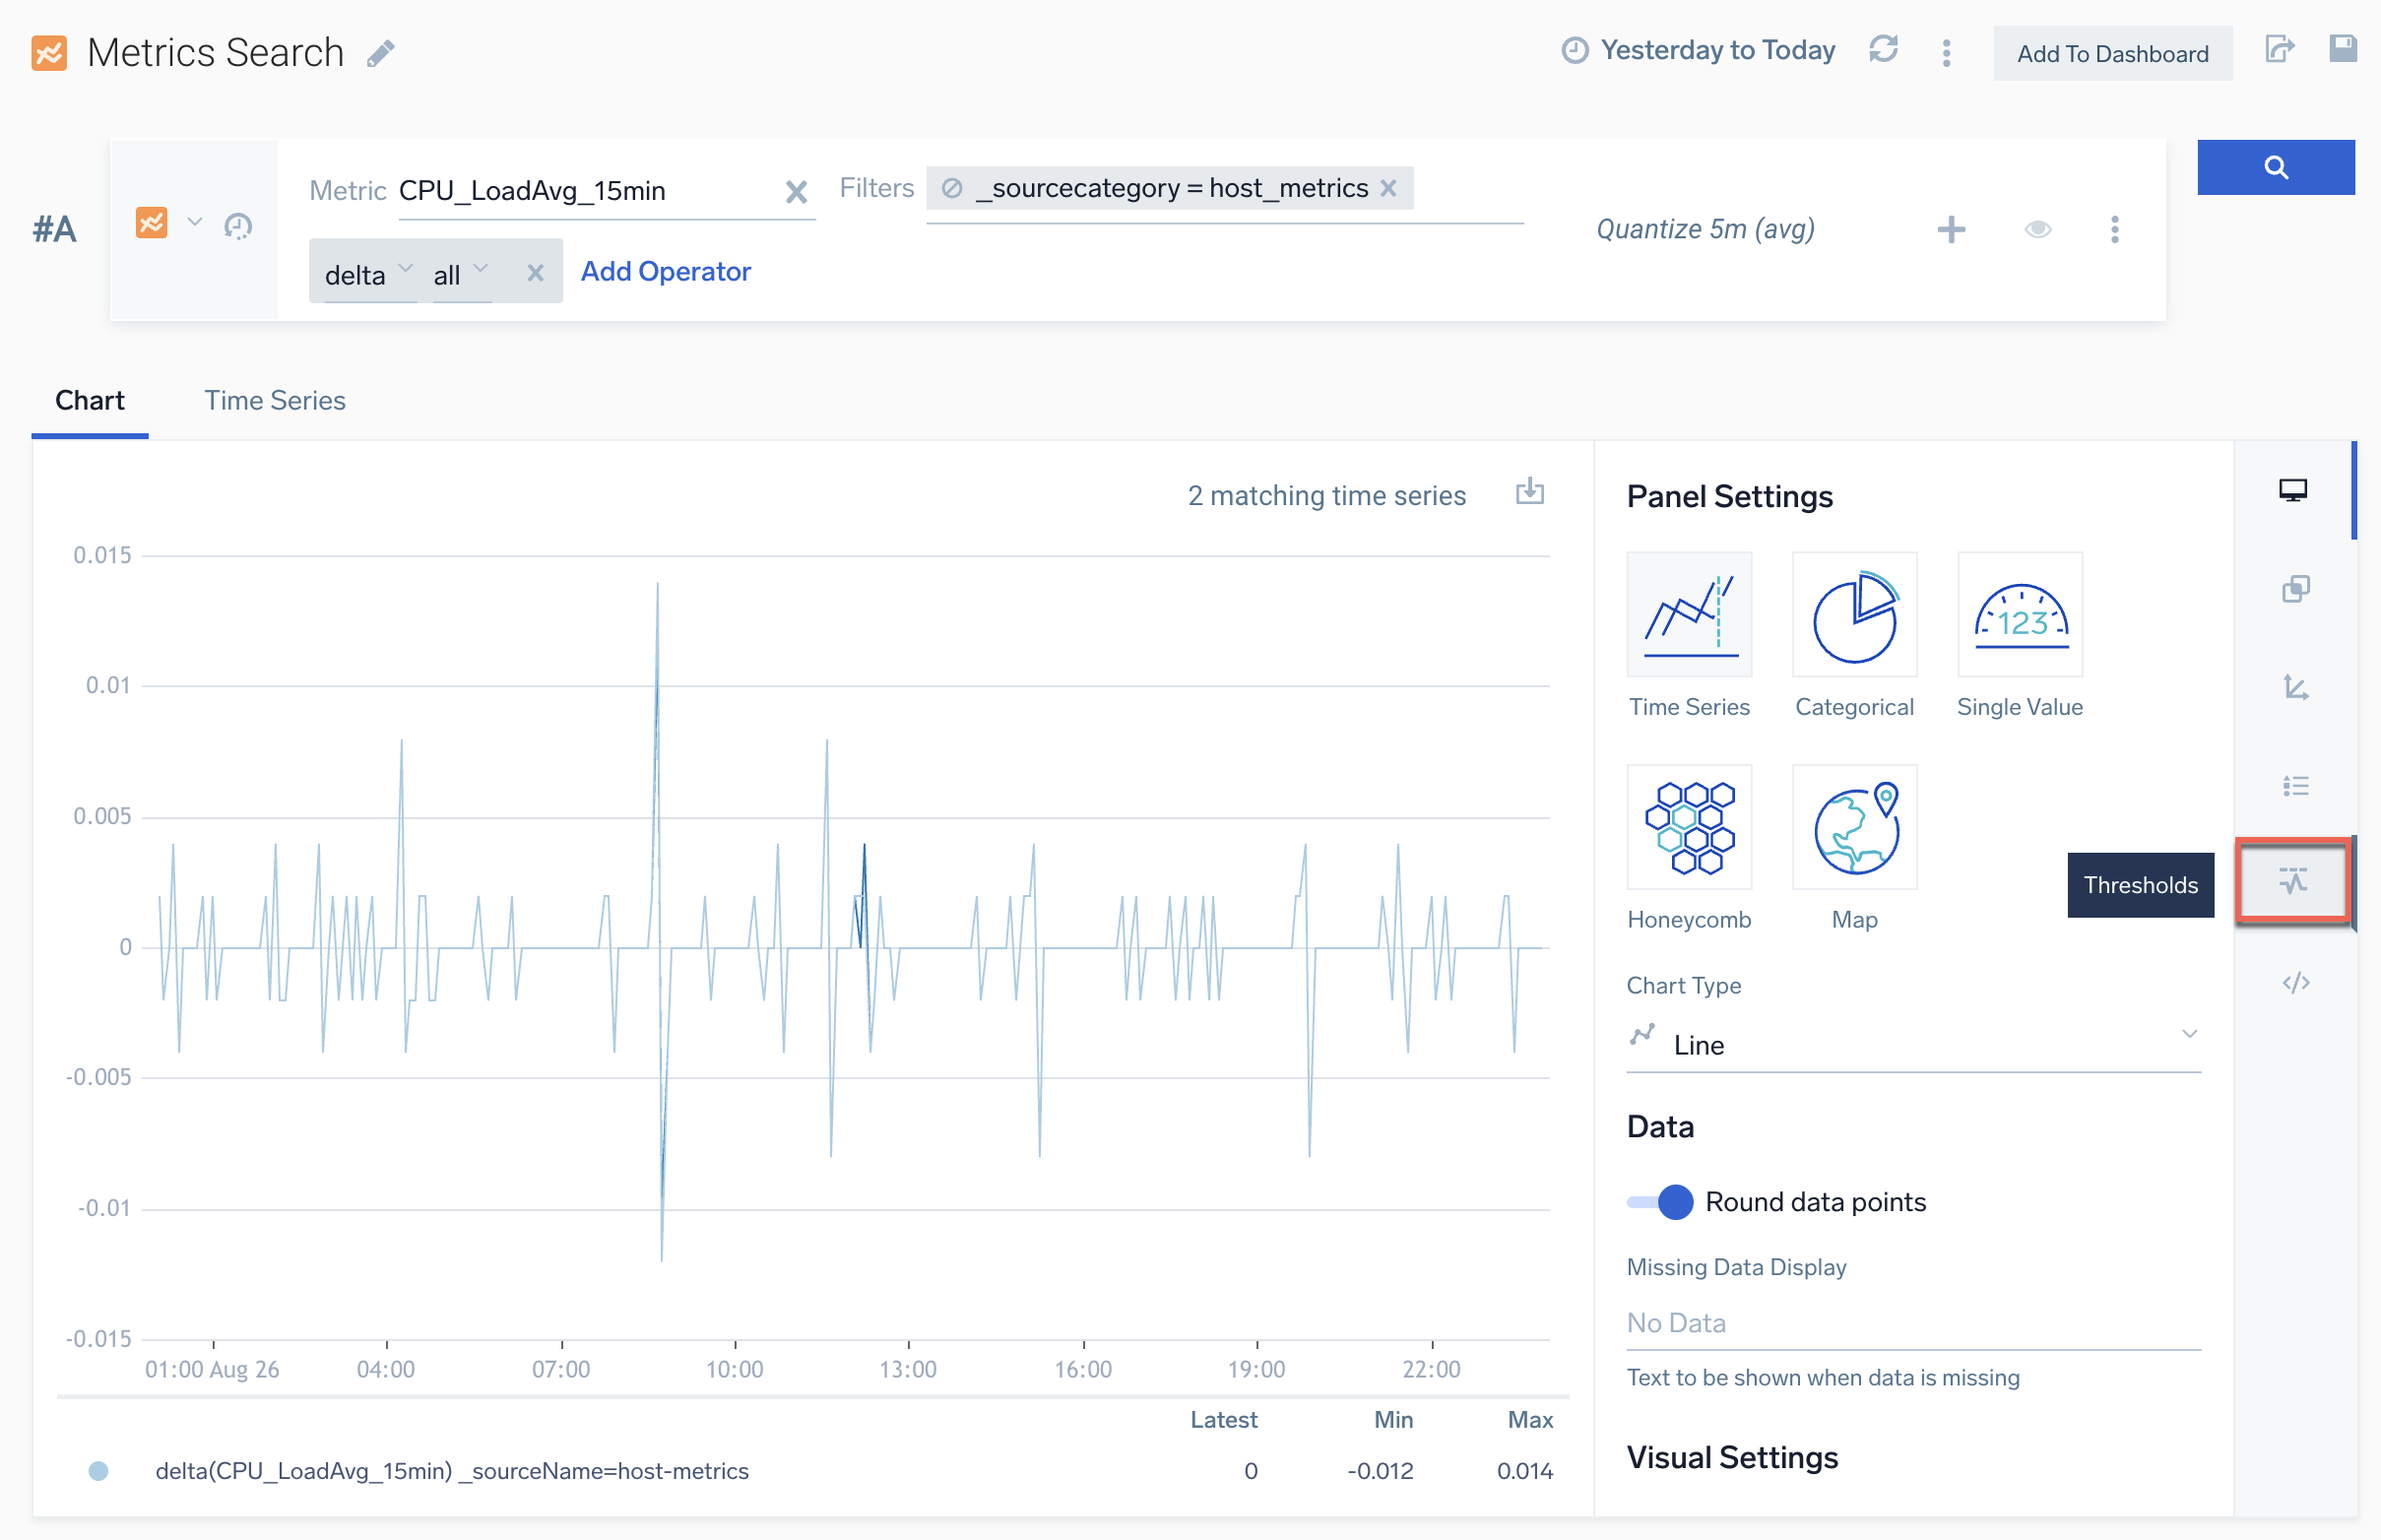 Metrics Search
Yesterday to Today
Add To Dashboard
#A
Metric CPU_LoadAvg_15min
Filters _sourcecategory = host_metrics
delta all Add Operator
Quantize 5m (avg)
Chart Time Series
2 matching time series
0.015
0.01
0.005
0
-0.005
-0.01
-0.015
01:00 Aug 26 04:00 07:00 10:00 13:00 16:00 19:00 22:00
Latest Min Max
delta(CPU_LoadAvg_15min) _sourceName=host-metrics 0 -0.012 0.014
Panel Settings
123
Time Series Categorical Single Value
Honeycomb Map
Thresholds
Chart Type
Line
Data
Round data points
Missing Data Display
No Data
Text to be shown when data is missing
Visual Settings